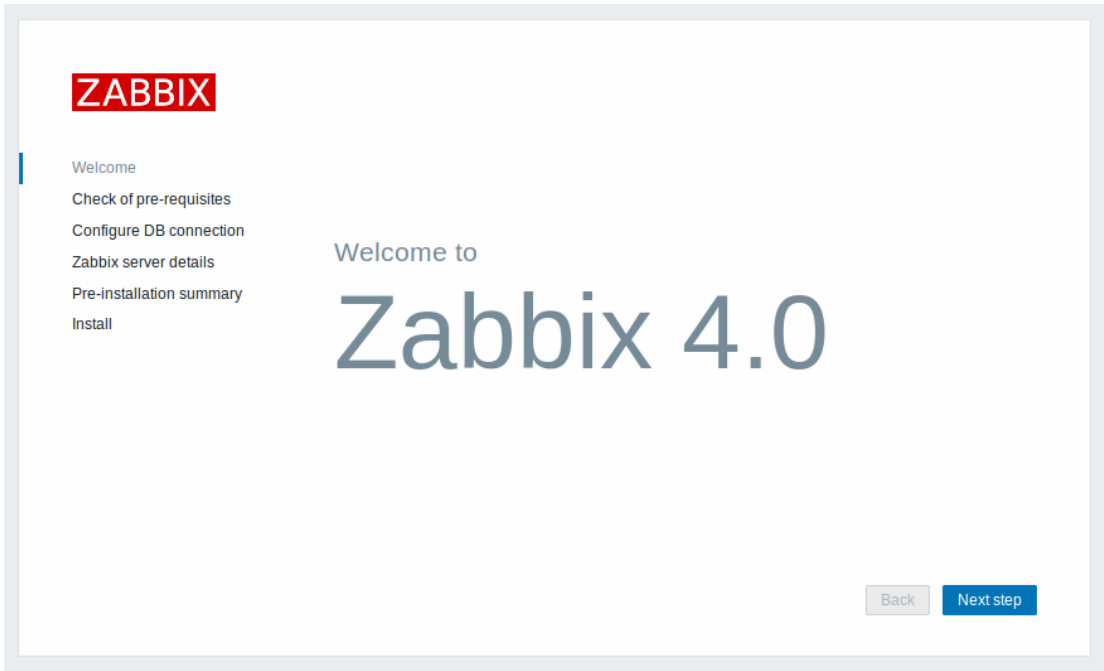 ZABBIX
Welcome
Check of pre-requisites
Configure DB connection
Zabbix server details
Pre-installation summary
Install
Welcome to
Zabbix 4.0
Back
Next step